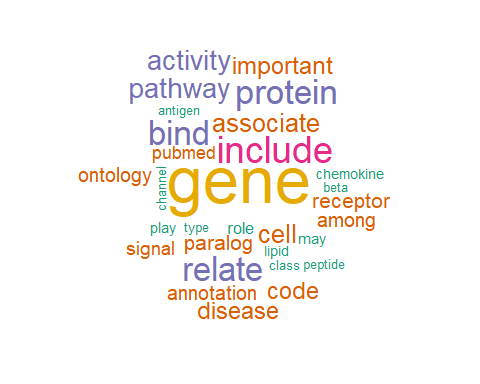 activity important
pathway protein
antigen
bind associate
pubmed include
ontology channel gene chemokine
beta
receptor
among
play type role cell may
signal paralog lipid
relate class peptide
annotation code
disease